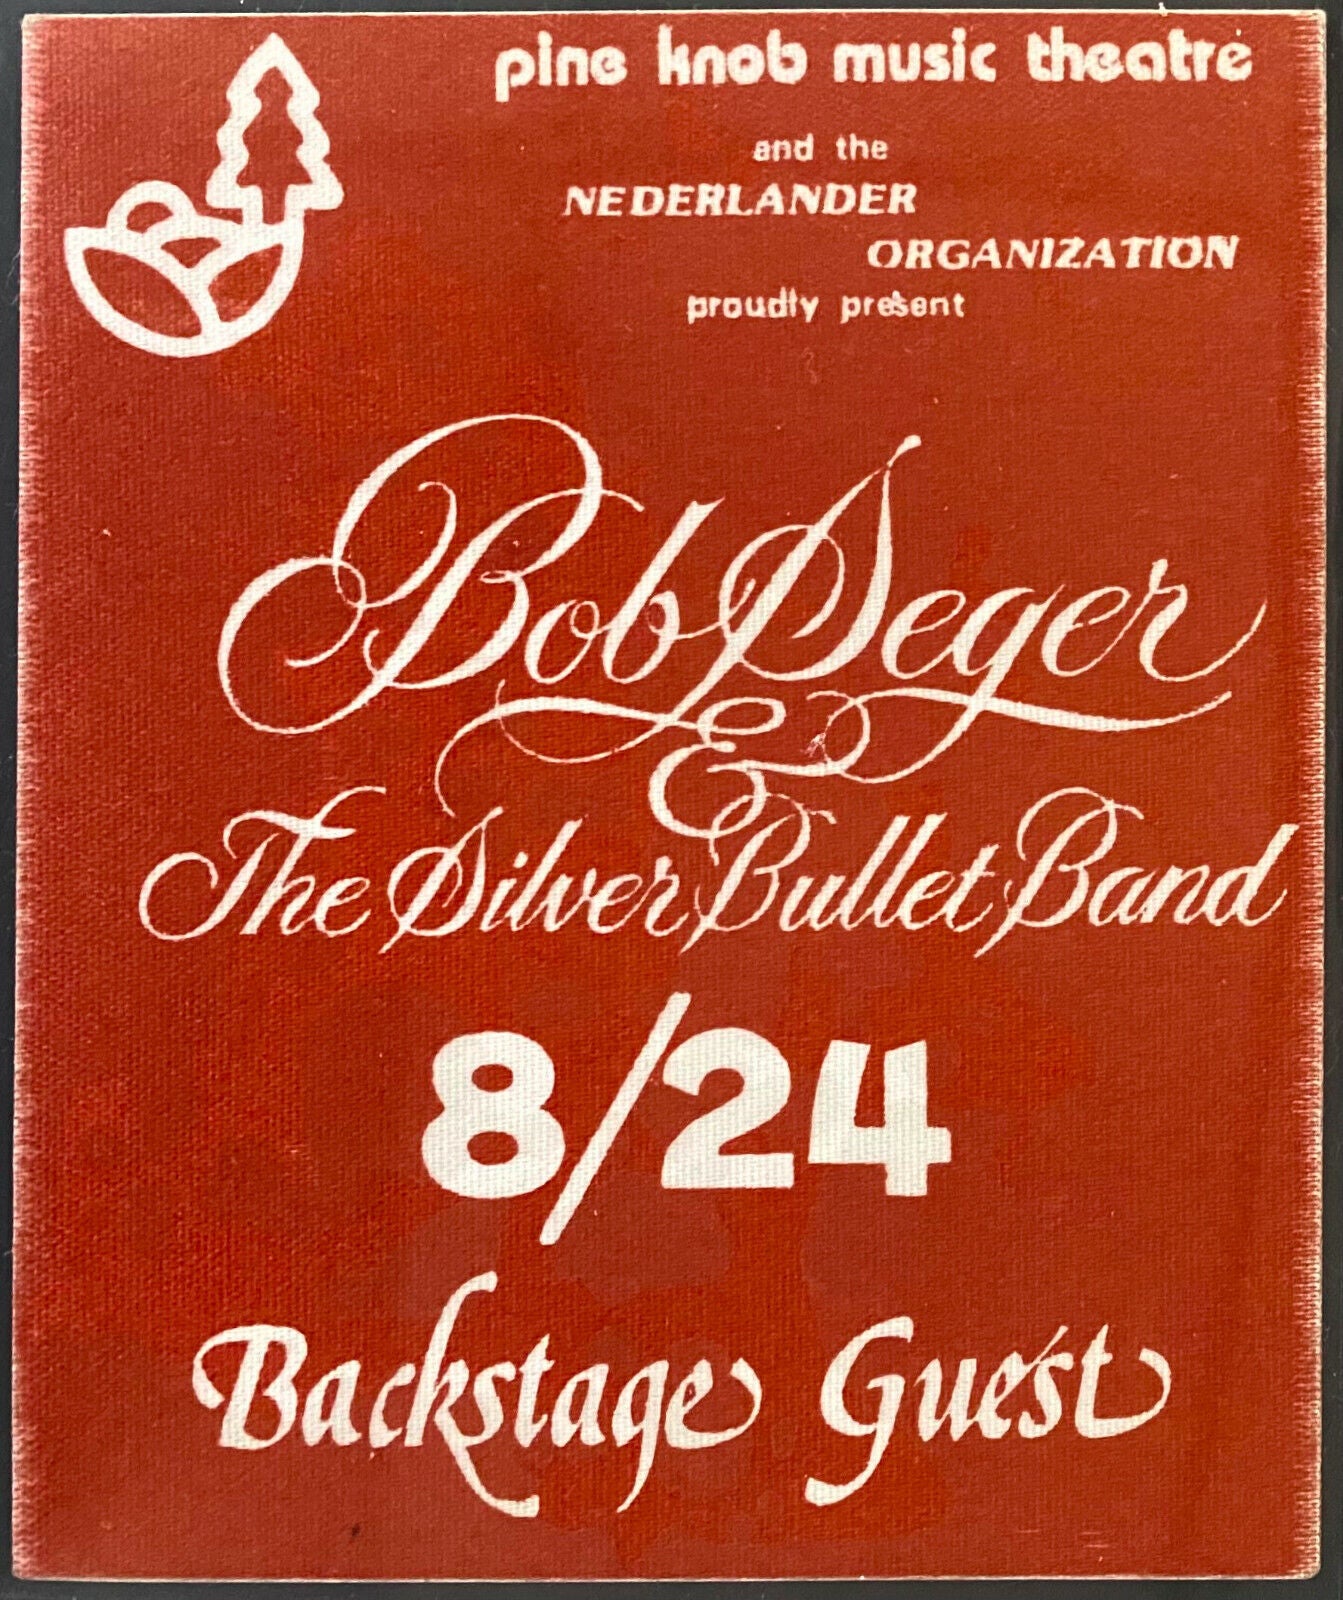 pine knob music theatre
and the
NEDERLANDER
ORGANIZATION
proudly present
Bob Seger
&
The Silver Bullet Band
8/24
Backstage Guest